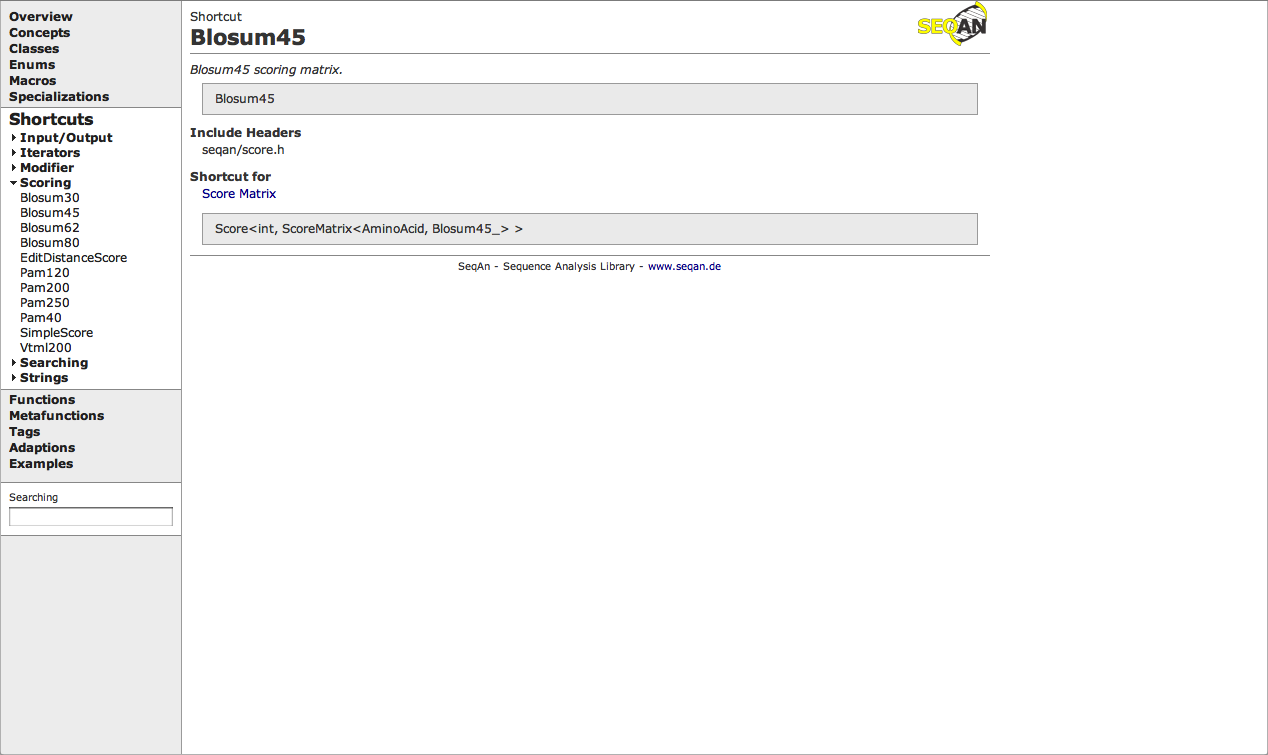 Overview
Concepts
Classes
Enums
Macros
Specializations
Shortcuts
Input/Output
Iterators
Modifier
Scoring
Blosum30
Blosum45
Blosum62
Blosum80
EditDistanceScore
Pam120
Pam200
Pam250
Pam40
SimpleScore
Vtml200
Searching
Strings
Functions
Metafunctions
Tags
Adaptions
Examples
Searching
Shortcut
Blosum45
SEQAN
Blosum45 scoring matrix.
Blosum45
Include Headers
seqan/score.h
Shortcut for
Score Matrix
Score<int, ScoreMatrix<AminoAcid, Blosum45_> >
SeqAn - Sequence Analysis Library - www.seqan.de